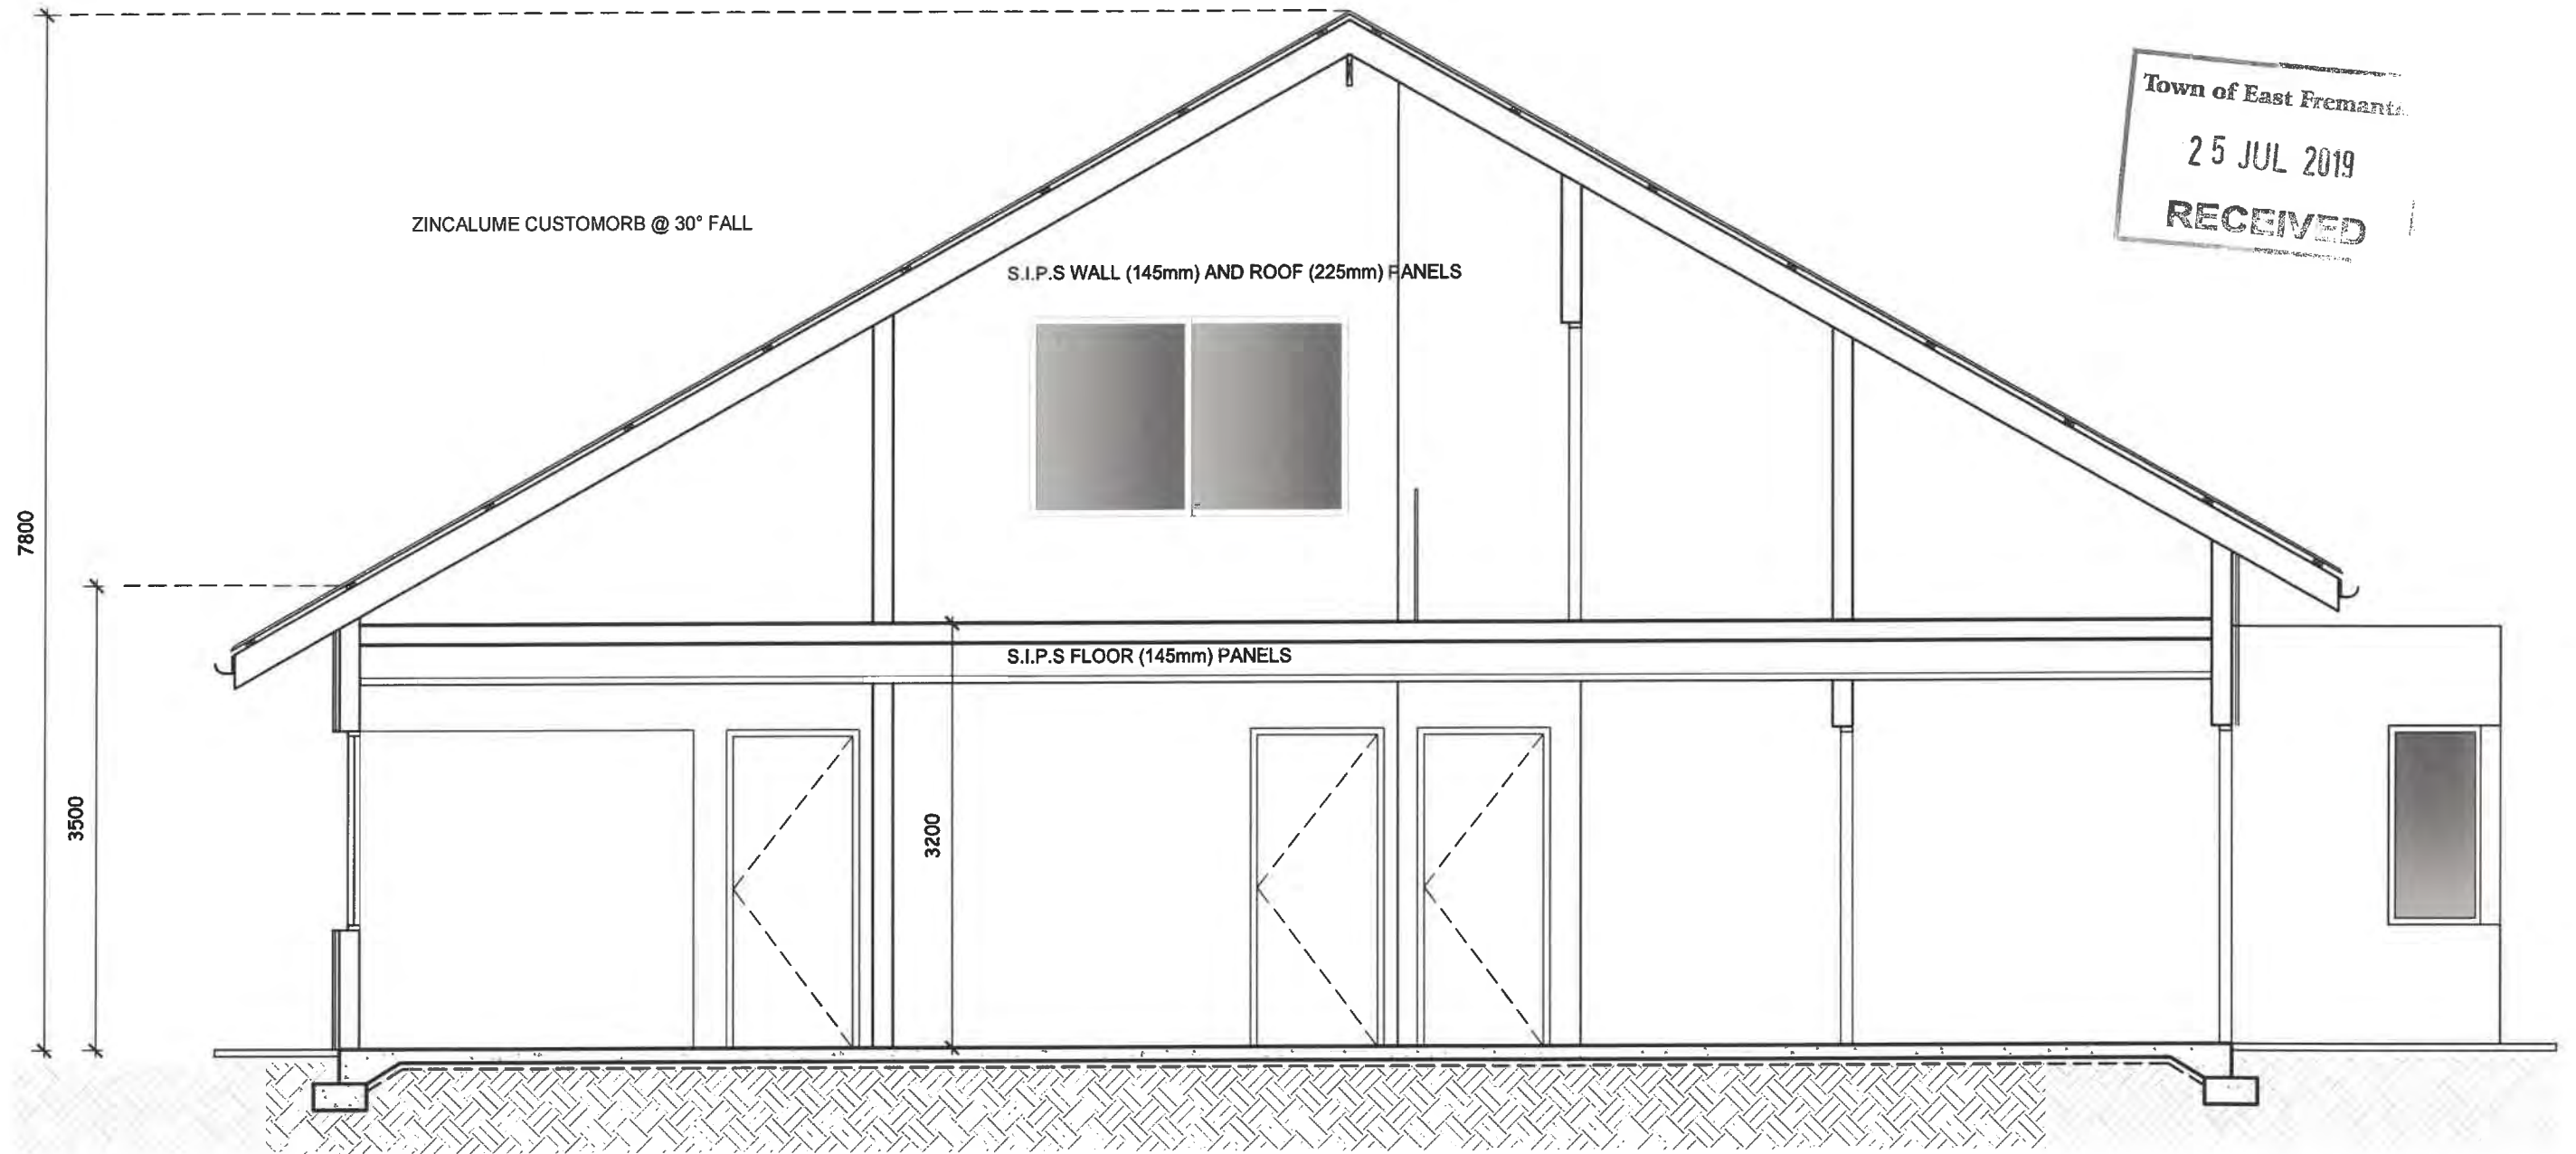 Town of East
25 JUL 2019
RECEIVED
ZINCALUME CUSTOMORB @ 30° FALL
S.I.P.S WALL (145mm) AND ROOF (225mm) PANELS
7800
S.I.P.S FLOOR (145mm) PANELS
3500
3200